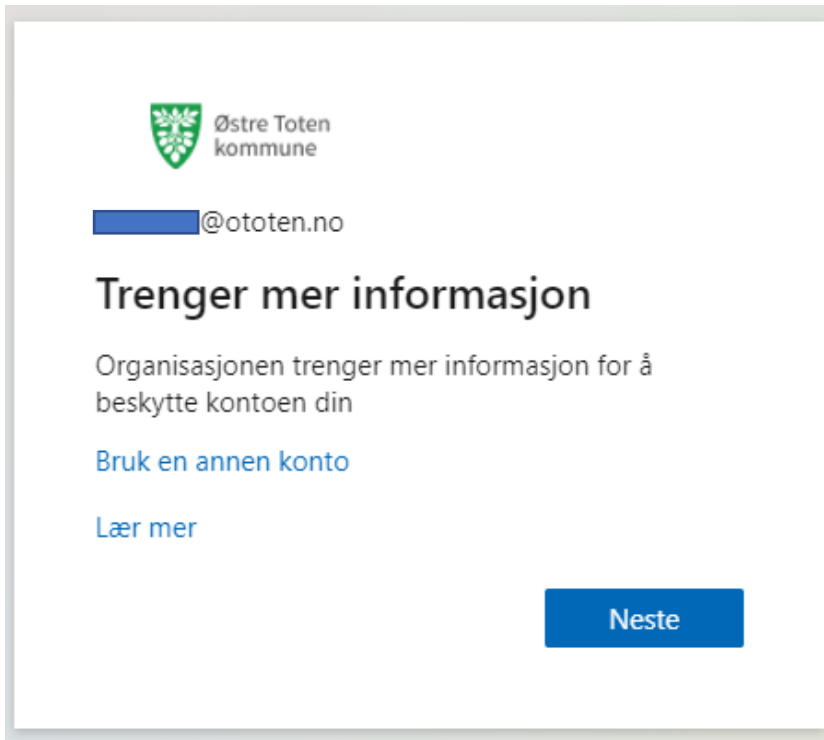 Østre Toten
kommune
@ototen.no
Trenger mer informasjon
Organisasjonen trenger mer informasjon for å
beskytte kontoen din
Bruk en annen konto
Lær mer
Neste